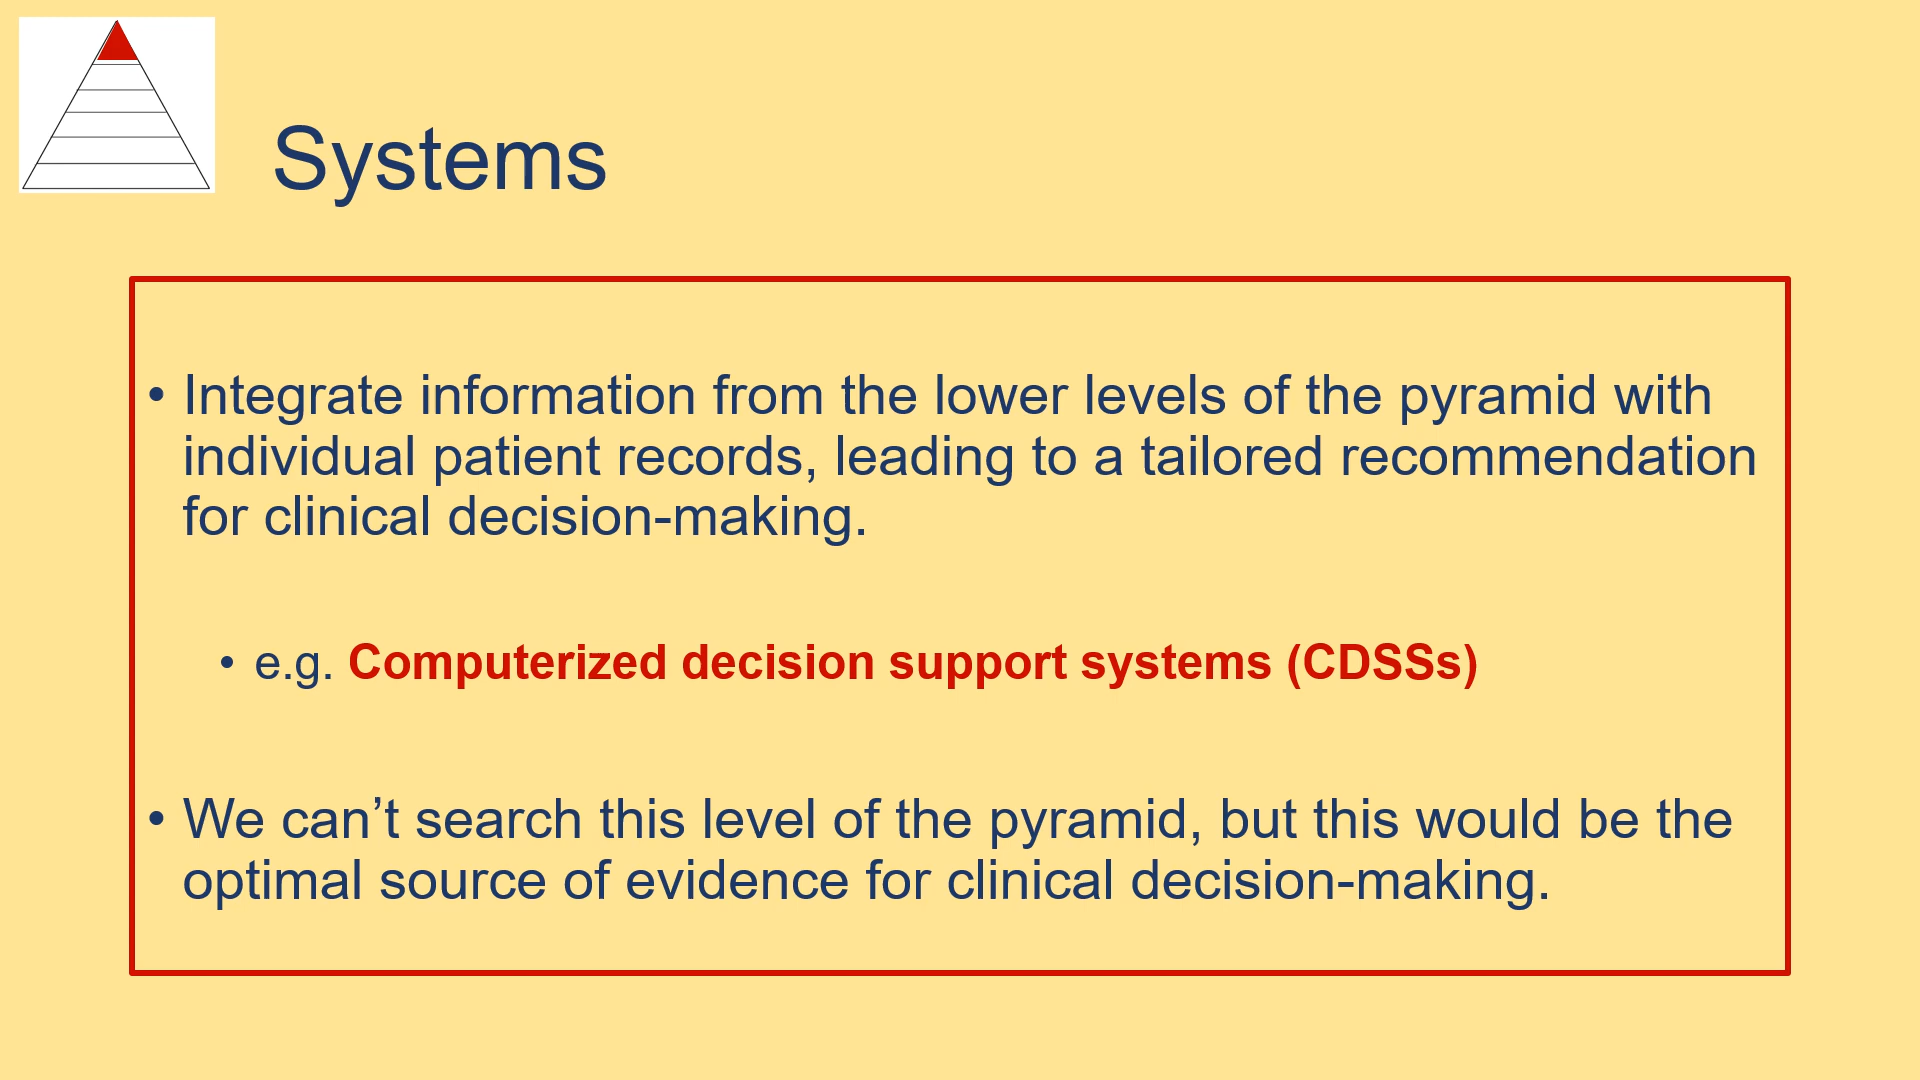 Systems
• Integrate information from the lower levels of the pyramid with
individual patient records, leading to a tailored recommendation
for clinical decision-making.
• e.g. Computerized decision support systems (CDSSs)
• We can’t search this level of the pyramid, but this would be the
optimal source of evidence for clinical decision-making.